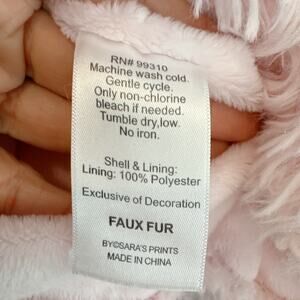 RN# 99310
Machine wash cold.
Gentle cycle.
Only non-chlorine
bleach if needed.
Tumble dry,low.
No iron.
Shell & Lining:
Lining: 100% Polyester
Exclusive of Decoration
FAUX FUR
BY©SARA'S PRINTS
MADE IN CHINA